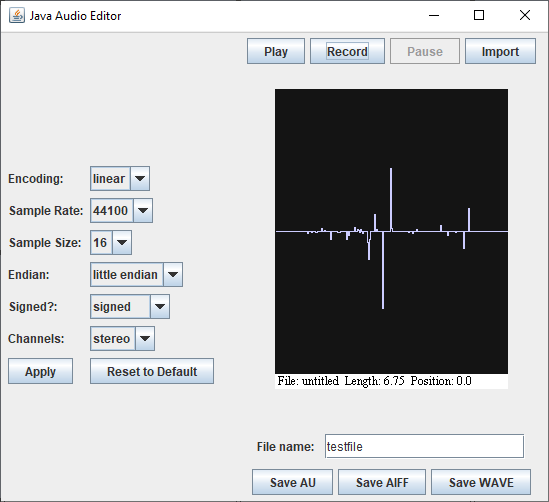 Java Audio Editor
Play Record Pause Import
Encoding: linear
Sample Rate: 44100
Sample Size: 16
Endian: little endian
Signed?: signed
Channels: stereo
Apply Reset to Default
File: untitled Length: 6.75 Position: 0.0
File name: testfile
Save AU Save AIFF Save WAVE